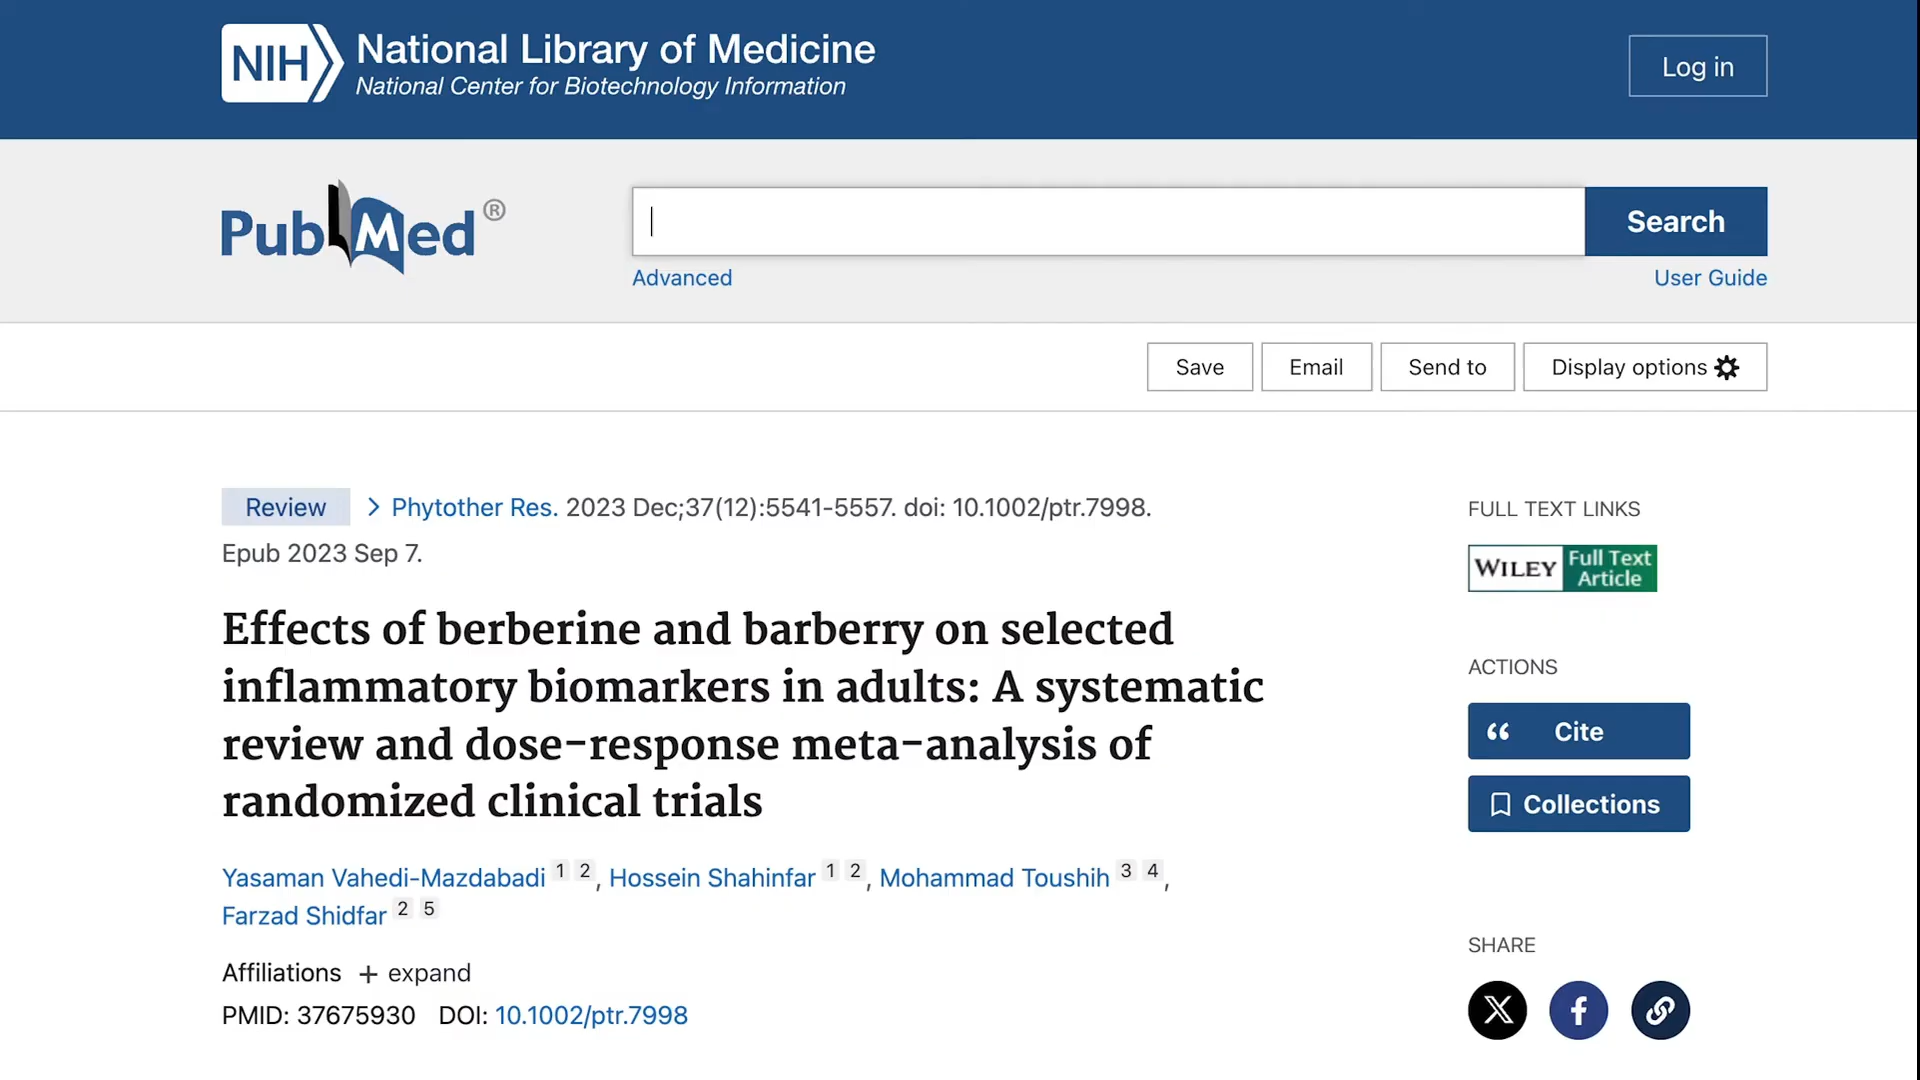 NIH National Library of Medicine
National Center for Biotechnology Information
Log in
PubMed®
Search
Advanced
User Guide
Save
Email
Send to
Display options
Review
Phytother Res. 2023 Dec;37(12):5541-5557. doi: 10.1002/ptr.7998.
Epub 2023 Sep 7.
Effects of berberine and barberry on selected
inflammatory biomarkers in adults: A systematic
review and dose-response meta-analysis of
randomized clinical trials
Yasaman Vahedi-Mazdabadi 1 2, Hossein Shahinfar 1 2, Mohammad Toushih 3 4,
Farzad Shidfar 2 5
Affiliations + expand
PMID: 37675930 DOI: 10.1002/ptr.7998
FULL TEXT LINKS
WILEY Full Text
Article
ACTIONS
Cite
Collections
SHARE